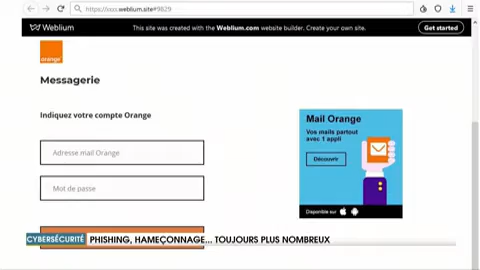 weblium.site#9829
Weblium
This site was created with the Weblium.com website builder. Create your own site.
Get started
orange
Messagerie
Indiquez votre compte Orange
Adresse mail Orange
Mot de passe
Mail Orange
Vos mails partout
avec 1 appli
Découvrir
Disponible sur
CYBERSÉCURITÉ
PHISHING, HAMEÇONNAGE... TOUJOURS PLUS NOMBREUX